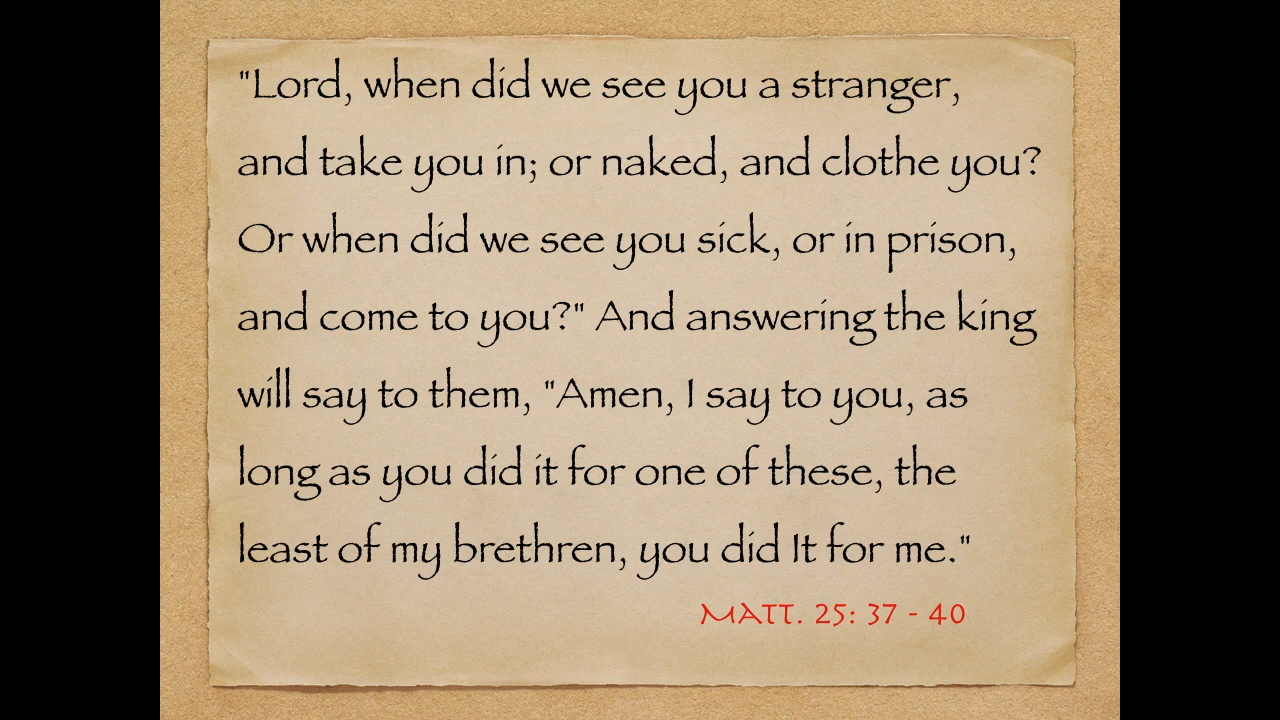 "Lord, when did we see you a stranger,
and take you in; or naked, and clothe you?
Or when did we see you sick, or in prison,
and come to you?" And answering the king
will say to them, "Amen, I say to you, as
long as you did it for one of these, the
least of my brethren, you did It for me."
Matt. 25: 37 - 40